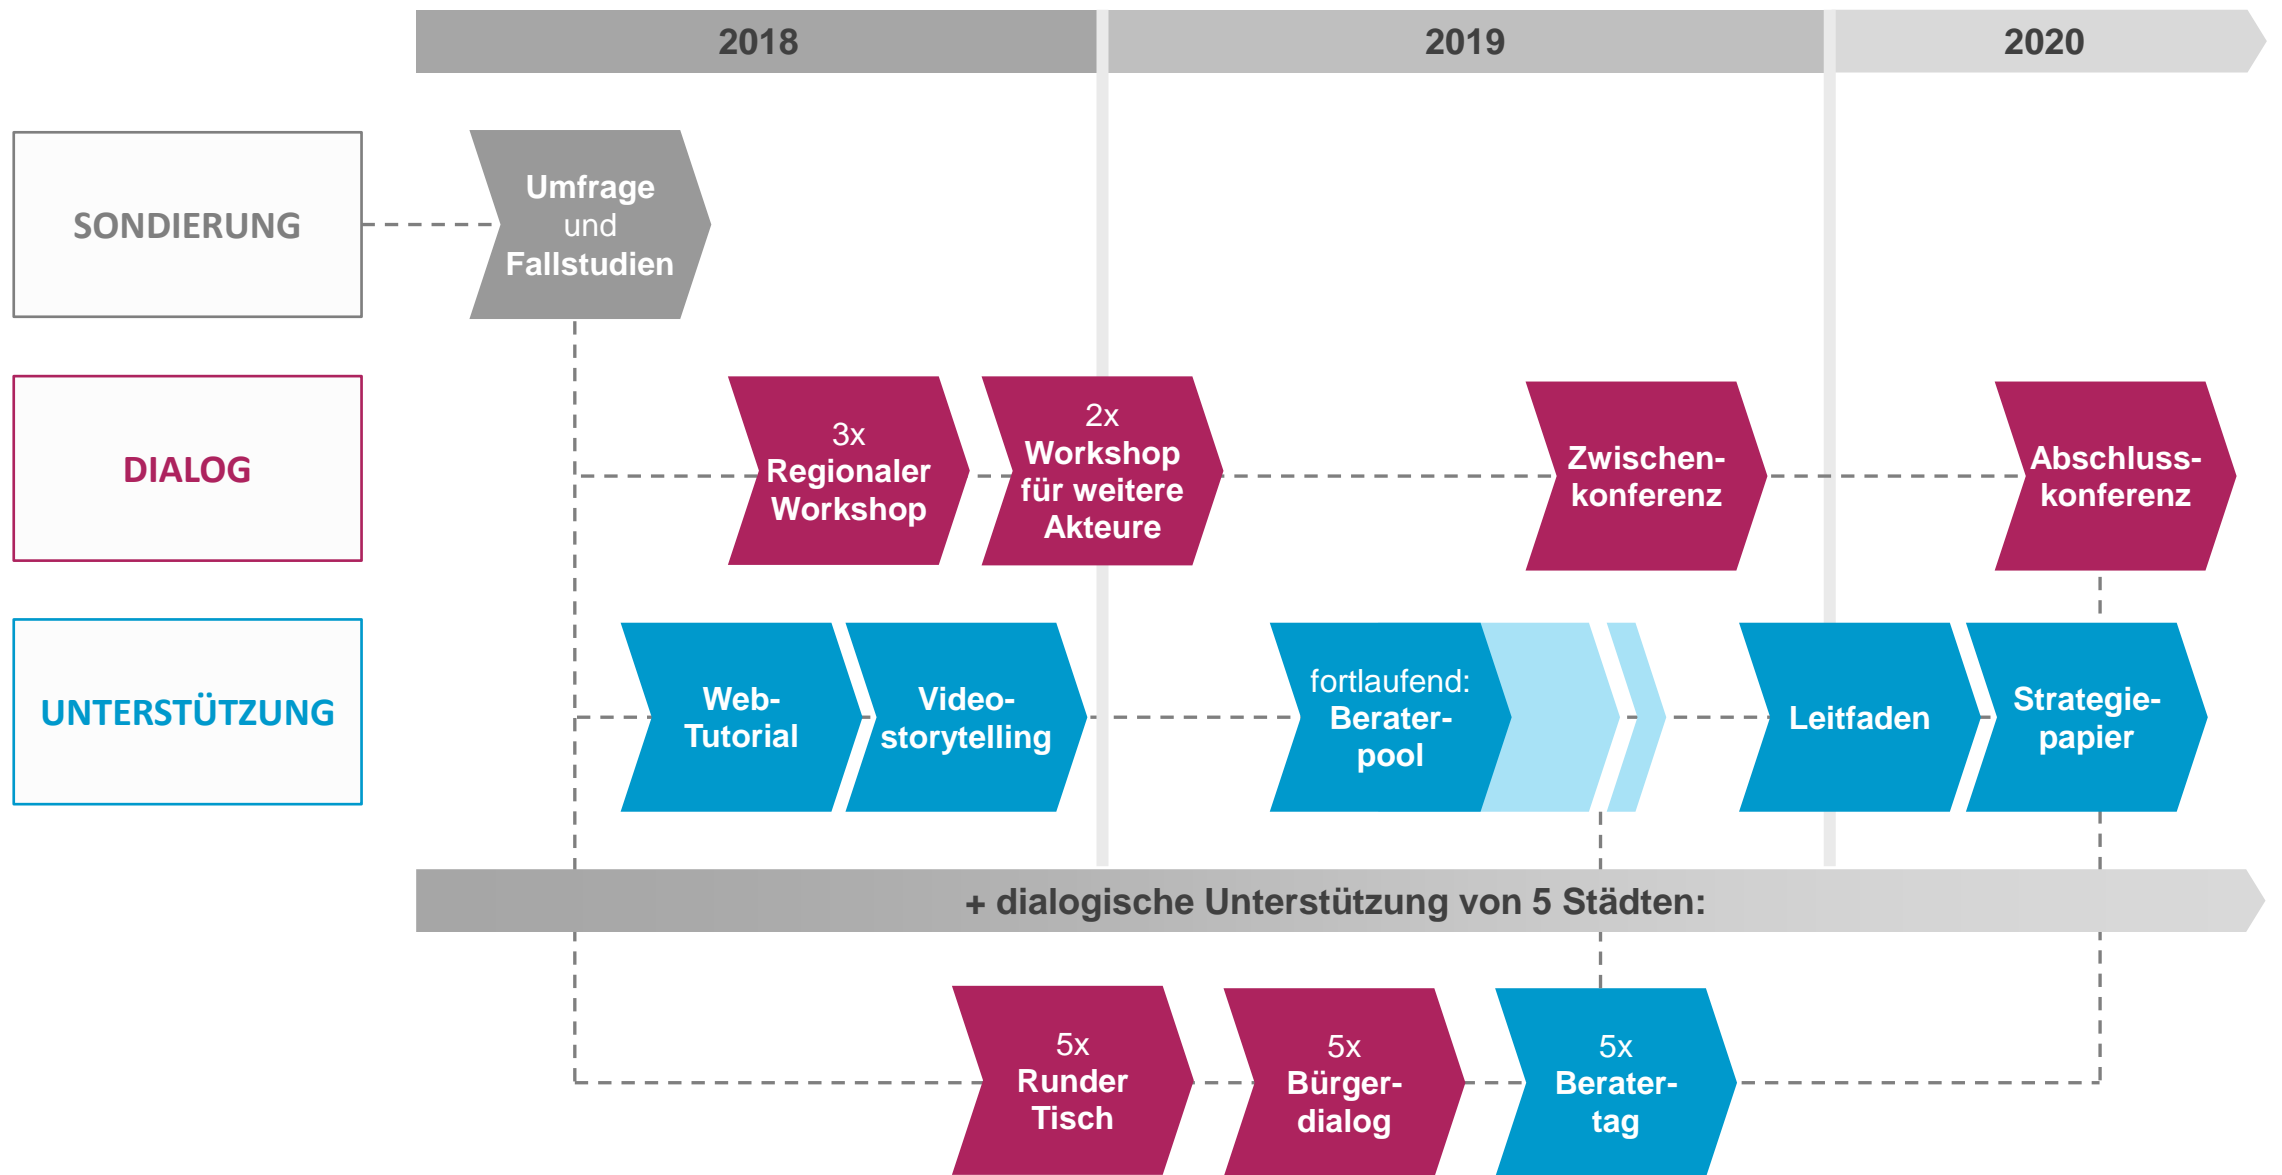 2018
2019
2020
SONDIERUNG
Umfrage
und
Fallstudien
DIALOG
3x
Regionaler
Workshop
2x
Workshop
für weitere
Akteure
Zwischen-
konferenz
Abschluss-
konferenz
UNTERSTÜTZUNG
Web-
Tutorial
Video-
storytelling
fortlaufend:
Berater-
pool
Leitfaden
Strategie-
papier
+ dialogische Unterstützung von 5 Städten:
5x
Runder
Tisch
5x
Bürger-
dialog
5x
Berater-
tag